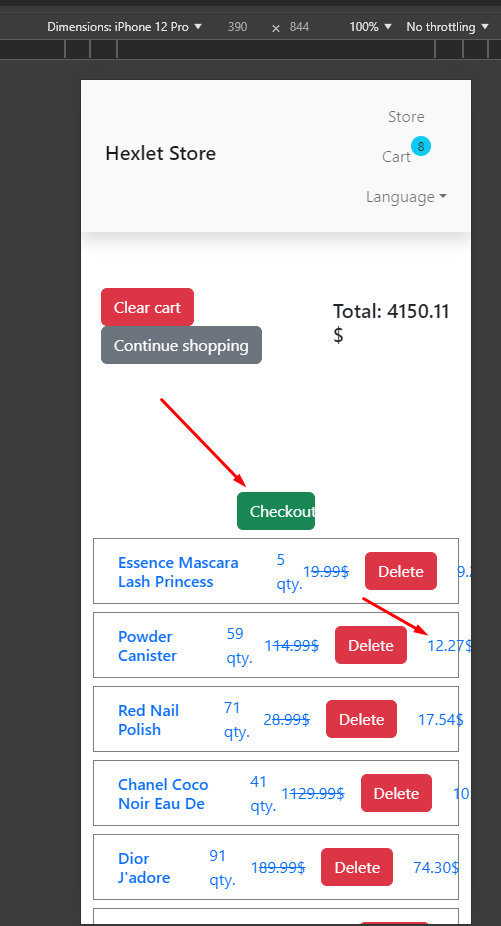 Dimensions: iPhone 12 Pro 390 × 844 100% No throttling
Store
Hexlet Store
Cart 8
Language
Clear cart
Continue shopping
Total: 4150.11
$
Checkout
Essence Mascara
Lash Princess
5
qty.
19.99$
Delete
9.2
Powder
Canister
59
qty.
114.99$
Delete
12.27$
Red Nail
Polish
71
qty.
28.99$
Delete
17.54$
Chanel Coco
Noir Eau De
41
qty.
1129.99$
Delete
10
Dior
J'adore
91
qty.
189.99$
Delete
74.30$